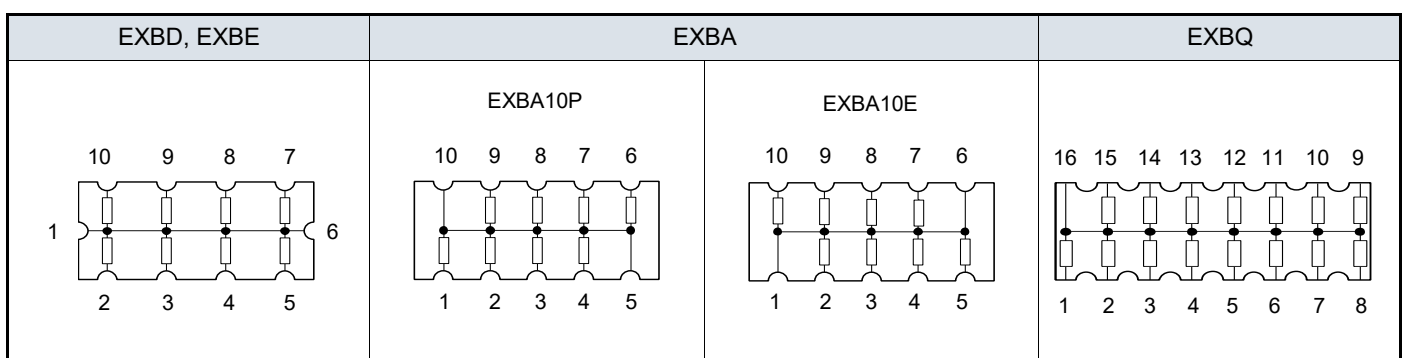 EXBD, EXBE EXBA EXBQ
EXBA10P EXBA10E
10 9 8 7 10 9 8 7 6 10 9 8 7 6 16 15 14 13 12 11 10 9
1 6
2 3 4 5 1 2 3 4 5 1 2 3 4 5 1 2 3 4 5 6 7 8